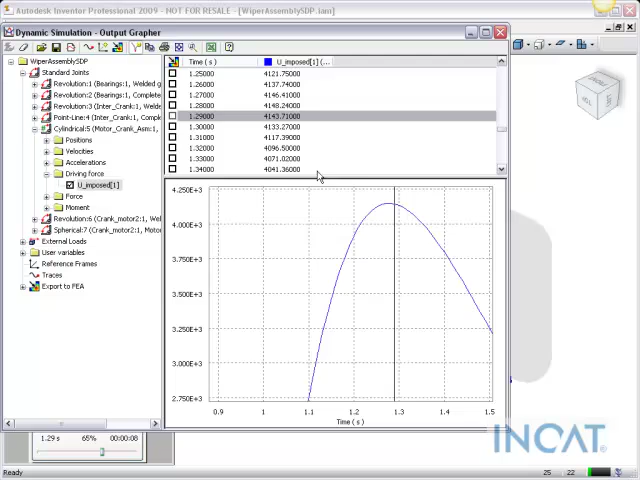 Autodesk Inventor Professional 2009 - NOT FOR RESALE - [WiperAssemblySDP.iam]
Dynamic Simulation - Output Grapher
WiperAssemblySDP
Standard Joints
Revolution:1 (Bearings:1, Welded g
Revolution:2 (Bearings:1, Complete
Revolution:3 (Inter_Crank:1, Welded
Point-Line:4 (Inter_Crank:1, Comple
Cylindrical:5 (Motor_Crank_Asm:1,
Positions
Velocities
Accelerations
Driving force
U_imposed[1]
Force
Moment
Revolution:6 (Crank_motor2:1, Wel
Spherical:7 (Crank_motor2:1, Moto
External Loads
User variables
Reference Frames
Traces
Export to FEA
Time (s) U_imposed[1] (...
1.25000 4121.75000
1.26000 4137.74000
1.27000 4146.41000
1.28000 4148.24000
1.29000 4143.71000
1.30000 4133.27000
1.31000 4117.39000
1.32000 4096.50000
1.33000 4071.02000
1.34000 4041.36000
4.250E+3
4.000E+3
3.750E+3
3.500E+3
3.250E+3
3.000E+3
2.750E+3
0.9 1 1.1 1.2 1.3 1.4 1.5
Time ( s )
1.29 s 65% 00:00:08
INCAT
Ready 25 22